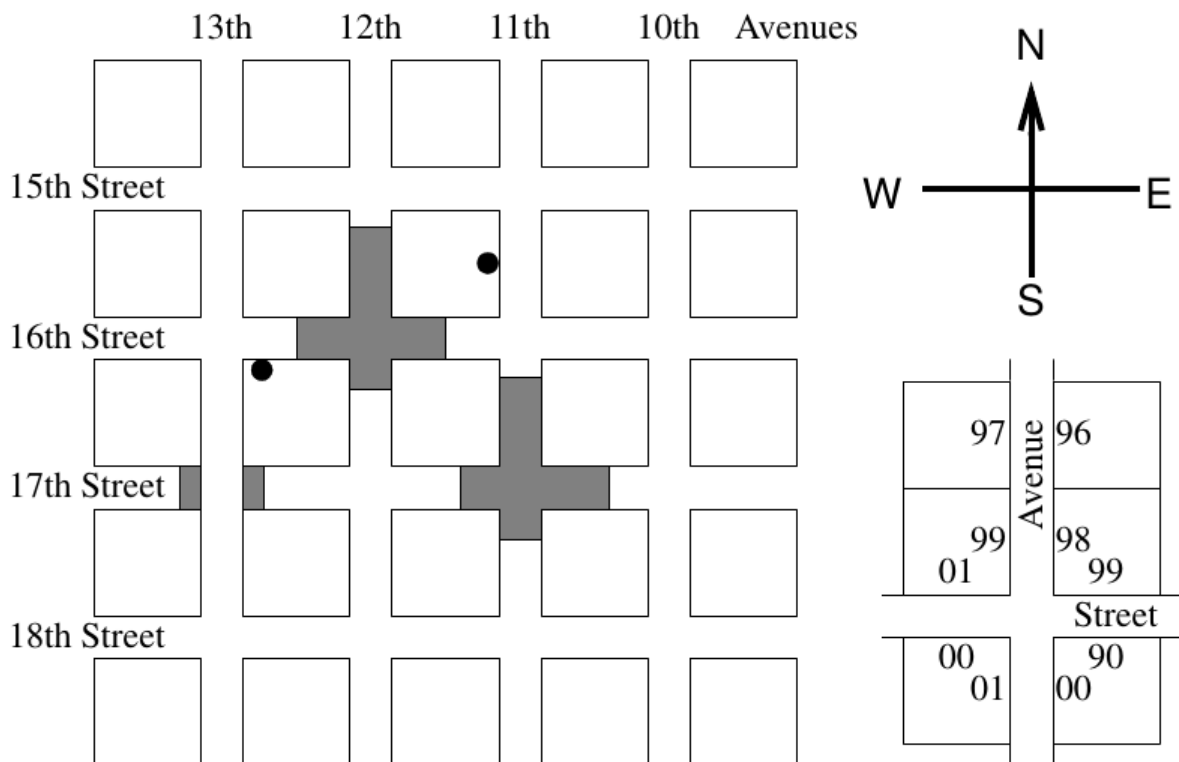 13th 12th 11th 10th Avenues
15th Street
16th Street
17th Street
18th Street
N
W E
S
97 Avenue 96
99 98
01 99
Street
00 90
01 00